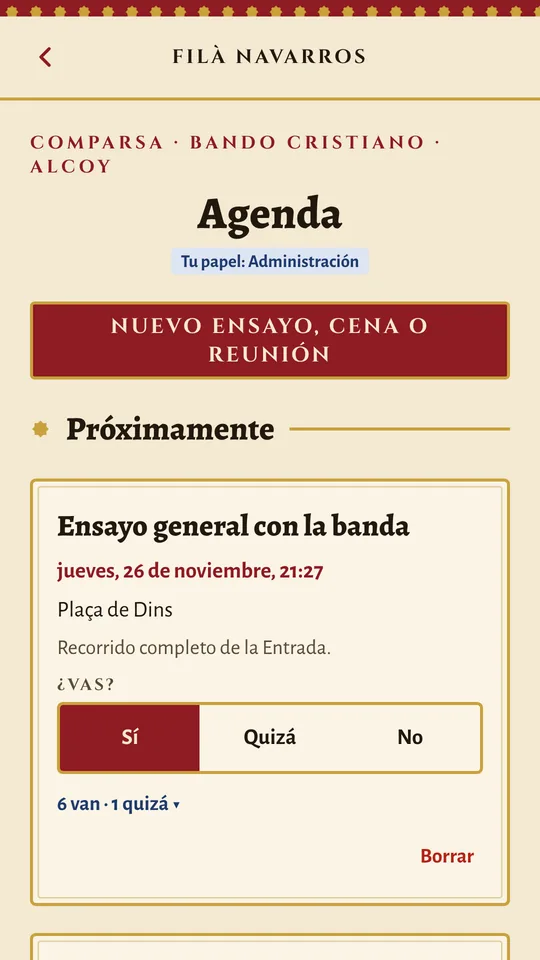 FILÀ NAVARROS
COMPARSA · BANDO CRISTIANO ·
ALCOY
Agenda
Tu papel: Administración
NUEVO ENSAYO, CENA O
REUNIÓN
Próximamente
Ensayo general con la banda
jueves, 26 de noviembre, 21:27
Plaça de Dins
Recorrido completo de la Entrada.
¿VAS?
Sí Quizá No
6 van · 1 quizá ▾
Borrar